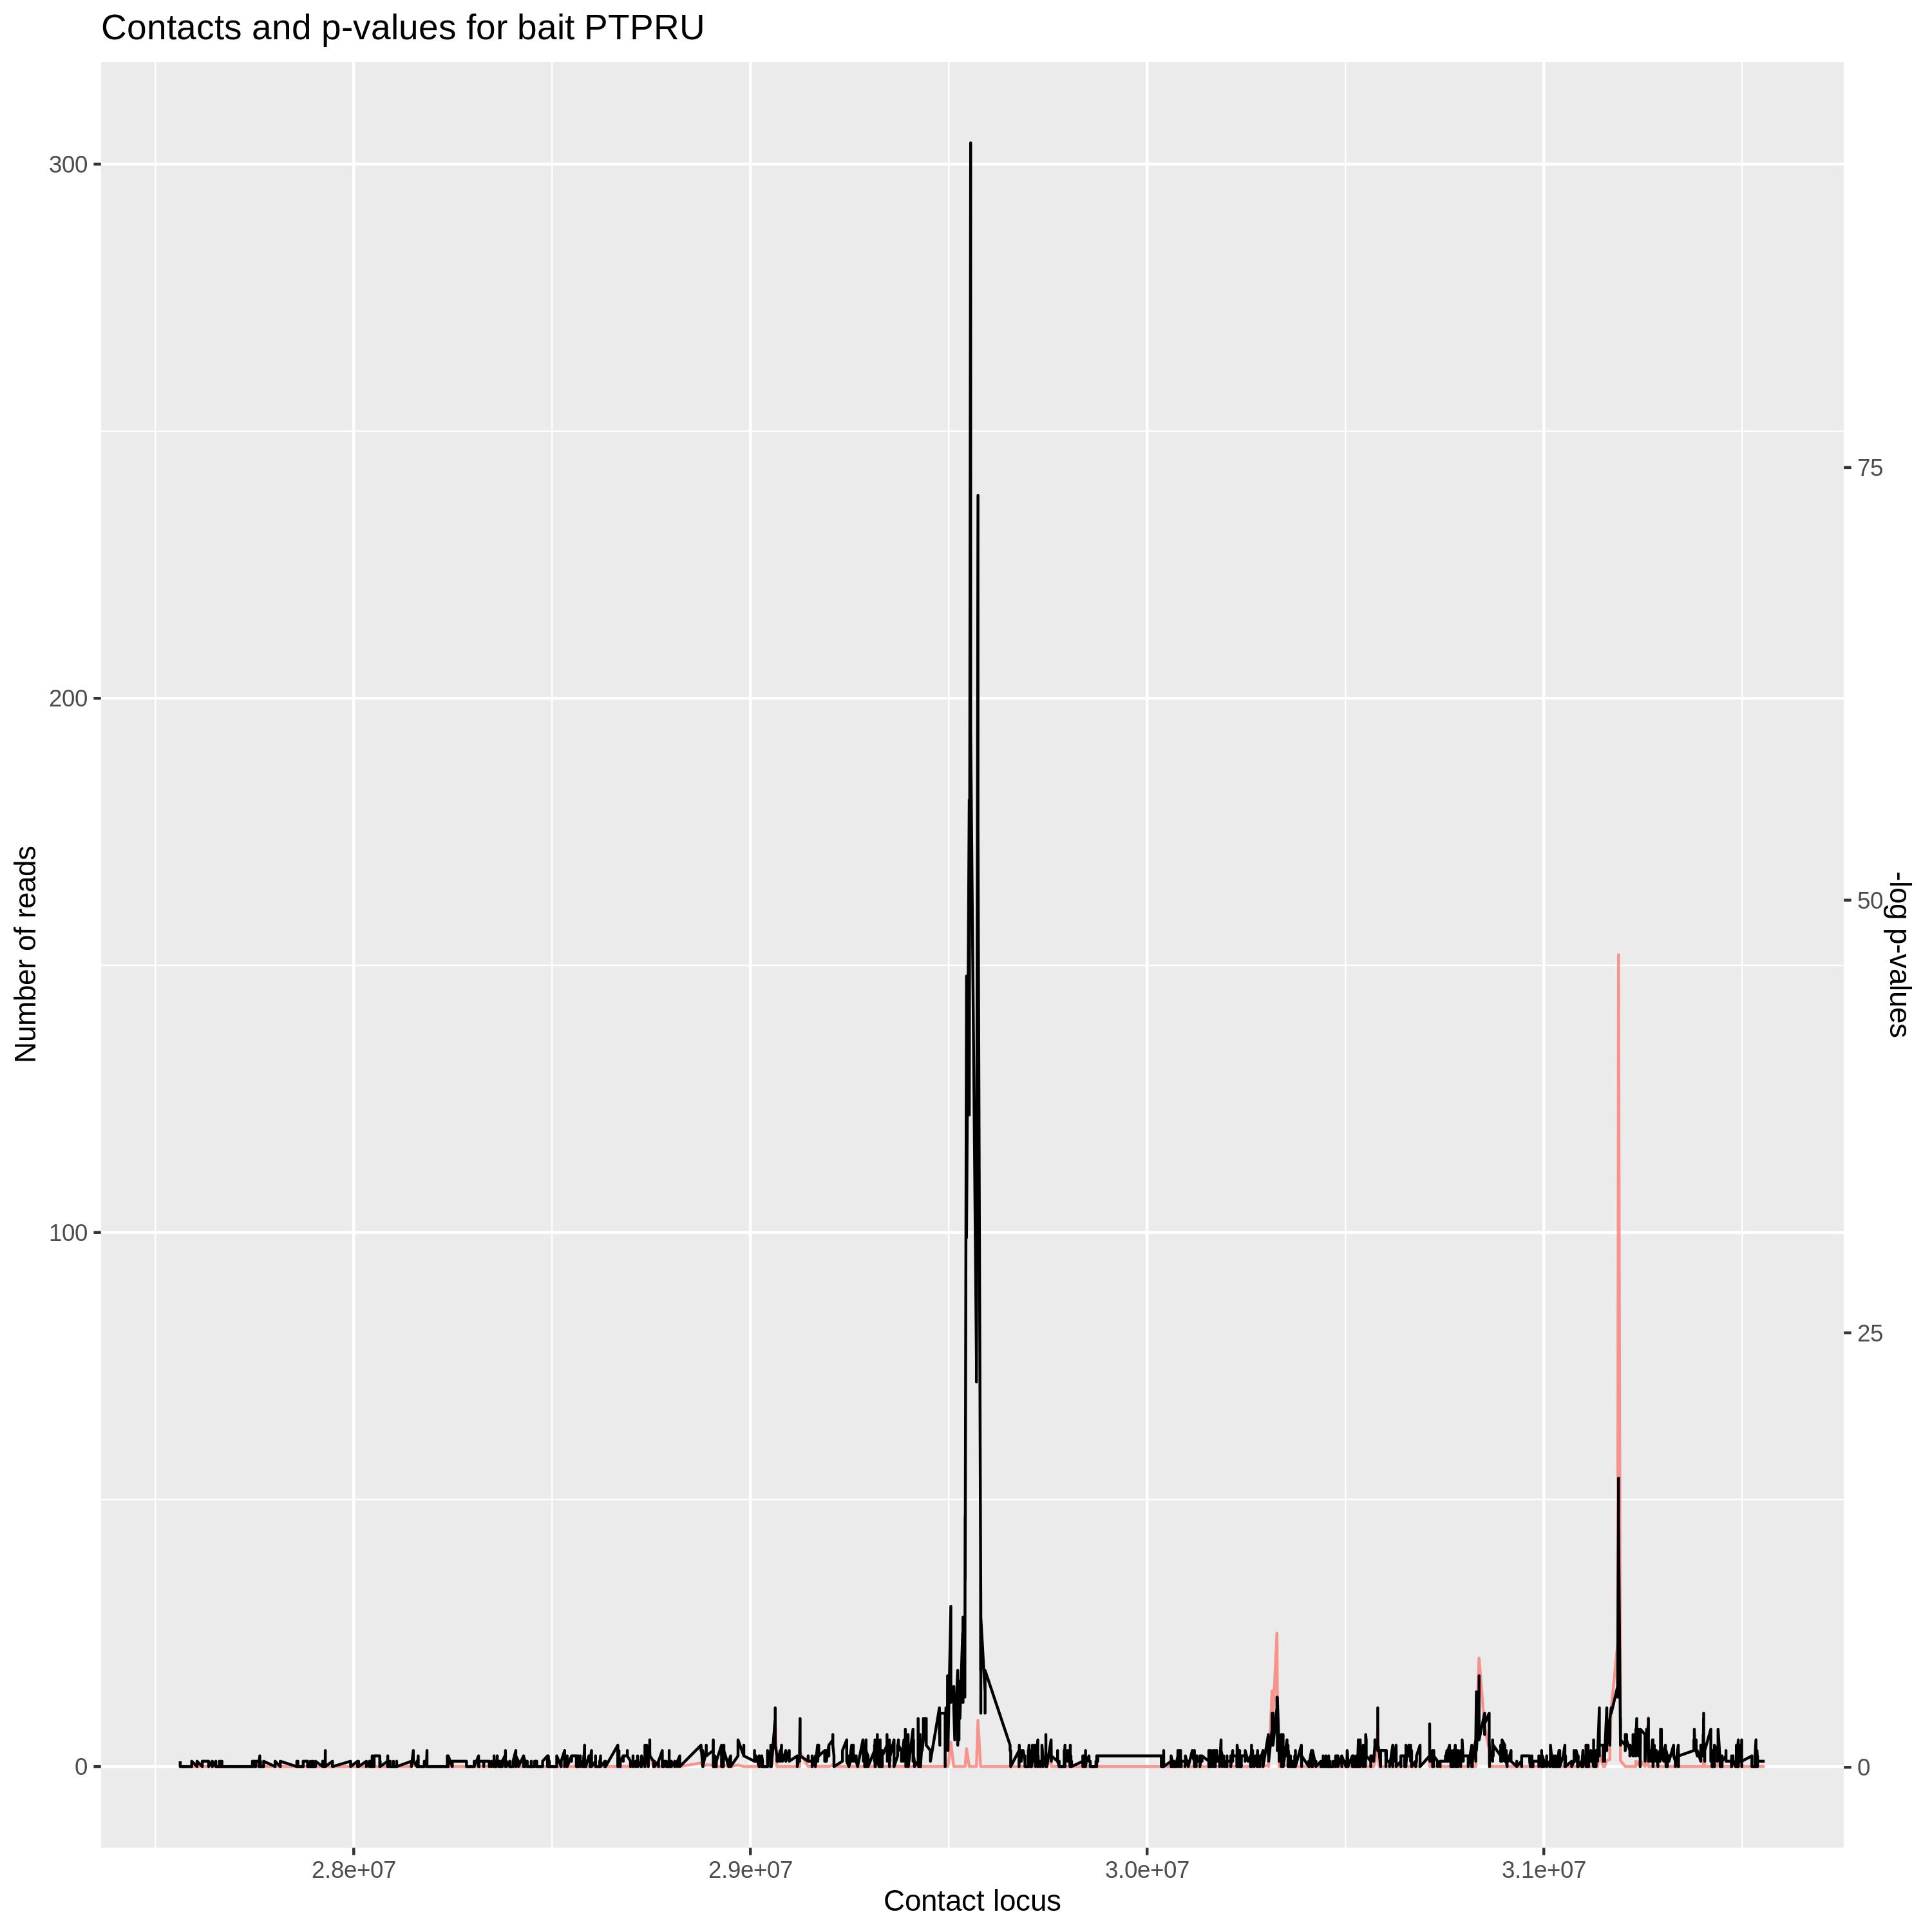 Contacts and p-values for bait PTPRU
300
200
100
0
Number of reads
75
50
25
0
-log p-values
2.8e+07
2.9e+07
3.0e+07
3.1e+07
Contact locus